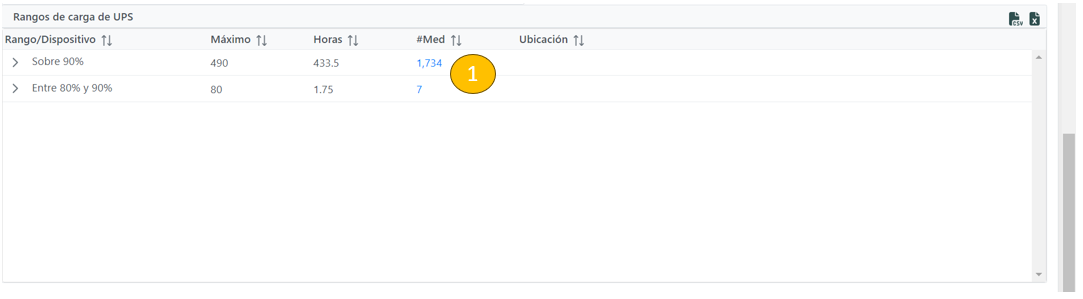 Rangos de carga de UPS
Rango/Dispositivo Máximo Horas #Med Ubicación
Sobre 90% 490 433.5 1,734
1
Entre 80% y 90% 80 1.75 7